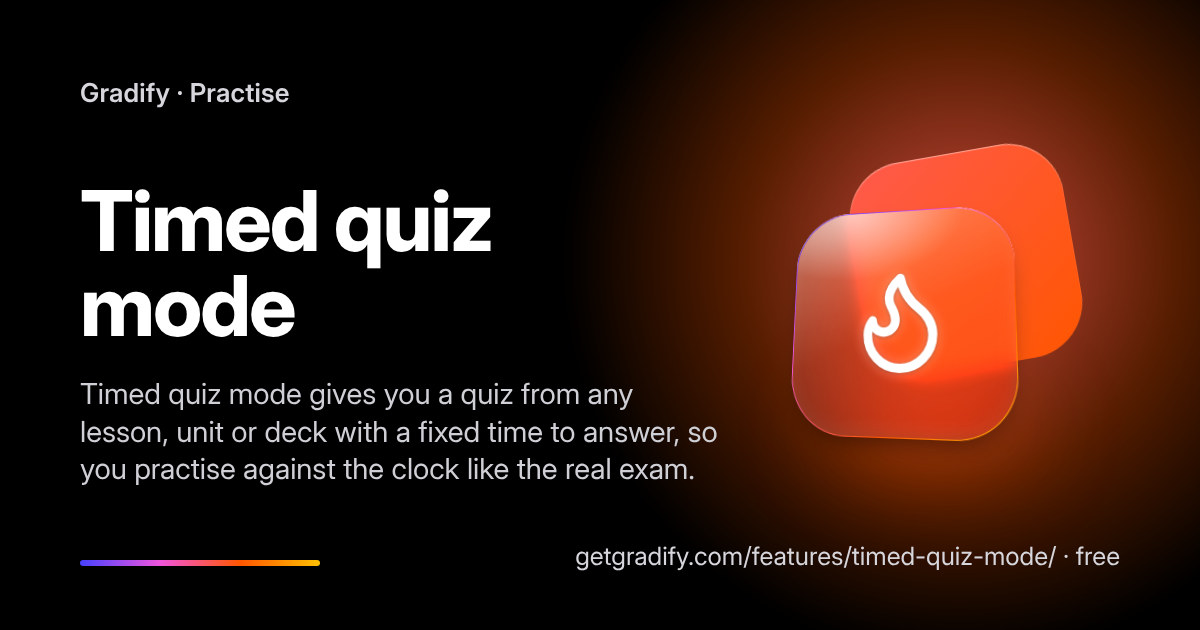 Gradify · Practise
Timed quiz
mode
Timed quiz mode gives you a quiz from any
lesson, unit or deck with a fixed time to answer, so
you practise against the clock like the real exam.
getgradify.com/features/timed-quiz-mode/ · free